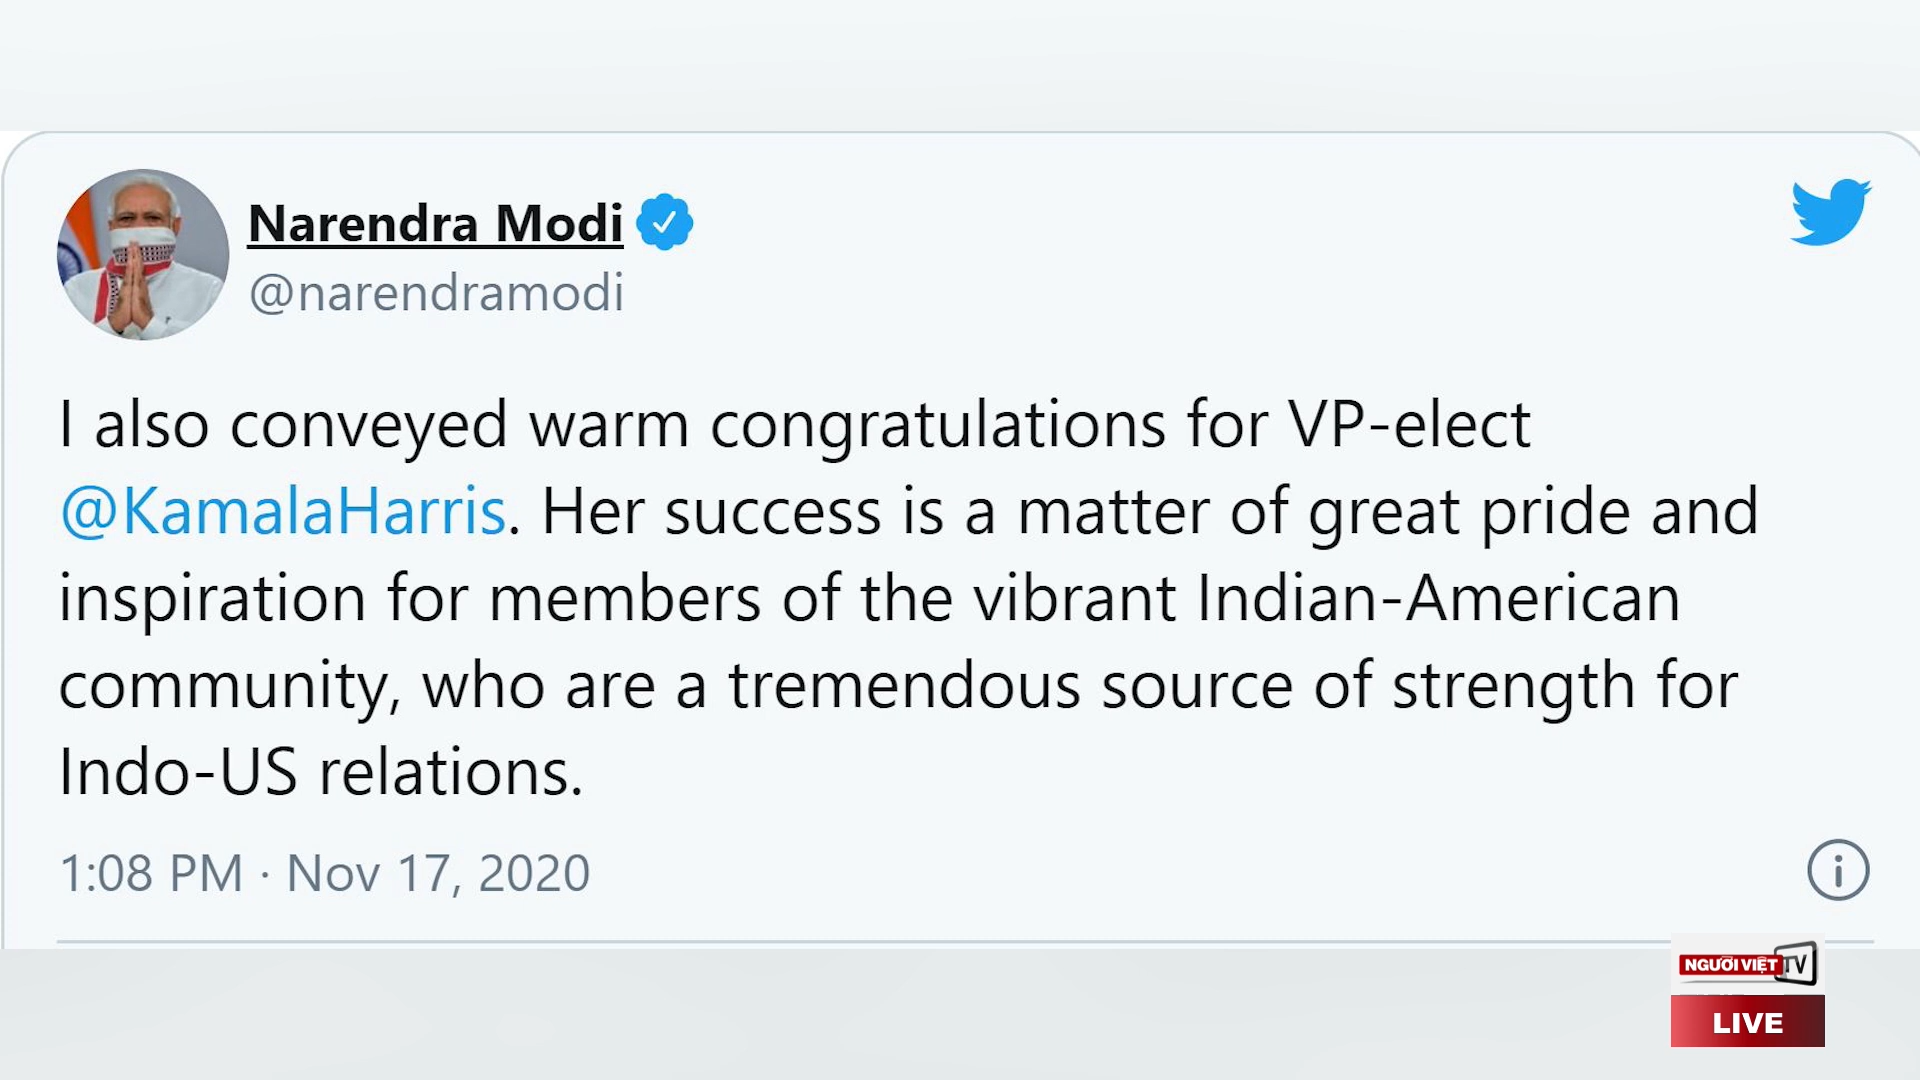 Narendra Modi
@narendramodi
I also conveyed warm congratulations for VP-elect
@KamalaHarris. Her success is a matter of great pride and
inspiration for members of the vibrant Indian-American
community, who are a tremendous source of strength for
Indo-US relations.
1:08 PM · Nov 17, 2020
NGƯỜI VIỆT TV
LIVE